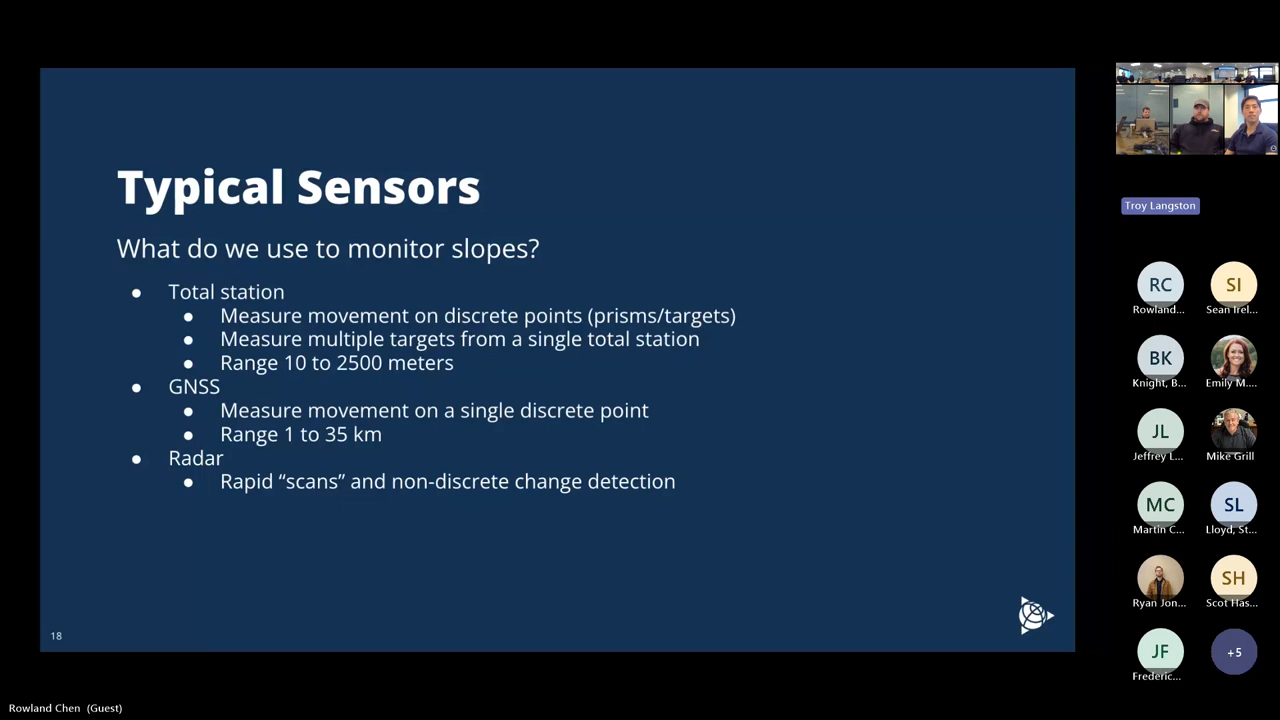 Typical Sensors
What do we use to monitor slopes?
● Total station
● Measure movement on discrete points (prisms/targets)
● Measure multiple targets from a single total station
● Range 10 to 2500 meters
● GNSS
● Measure movement on a single discrete point
● Range 1 to 35 km
● Radar
● Rapid “scans” and non-discrete change detection
18
Troy Langston
RC
SI
Rowland...
Sean Irel...
BK
Knight, B...
Emily M....
JL
Jeffrey L...
Mike Grill
MC
SL
Martin C...
Lloyd, St...
SH
Ryan Jon...
Scot Has...
JF
+5
Frederic...
Rowland Chen (Guest)